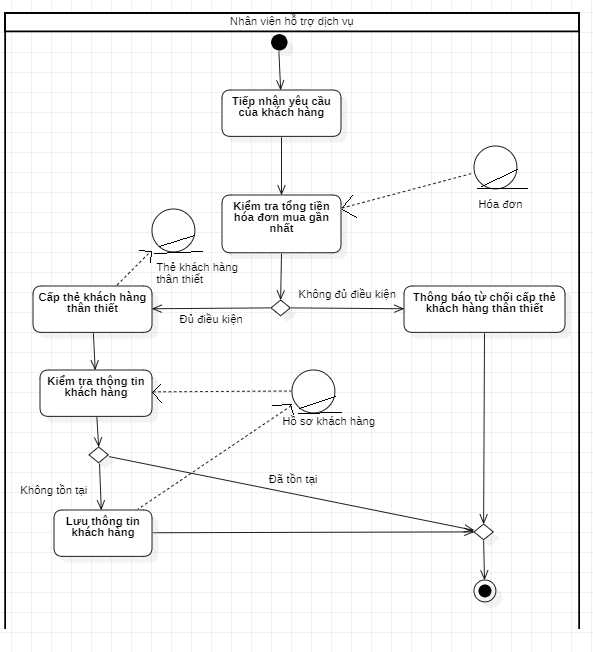 Nhân viên hỗ trợ dịch vụ
Tiếp nhận yêu cầu
của khách hàng
Kiểm tra tổng tiền
hóa đơn mua gần
nhất
Hóa đơn
Thẻ khách hàng
thân thiết
Cấp thẻ khách hàng
thân thiết
Đủ điều kiện
Không đủ điều kiện
Thông báo từ chối cấp thẻ
khách hàng thân thiết
Kiểm tra thông tin
khách hàng
Hồ sơ khách hàng
Không tồn tại
Đã tồn tại
Lưu thông tin
khách hàng